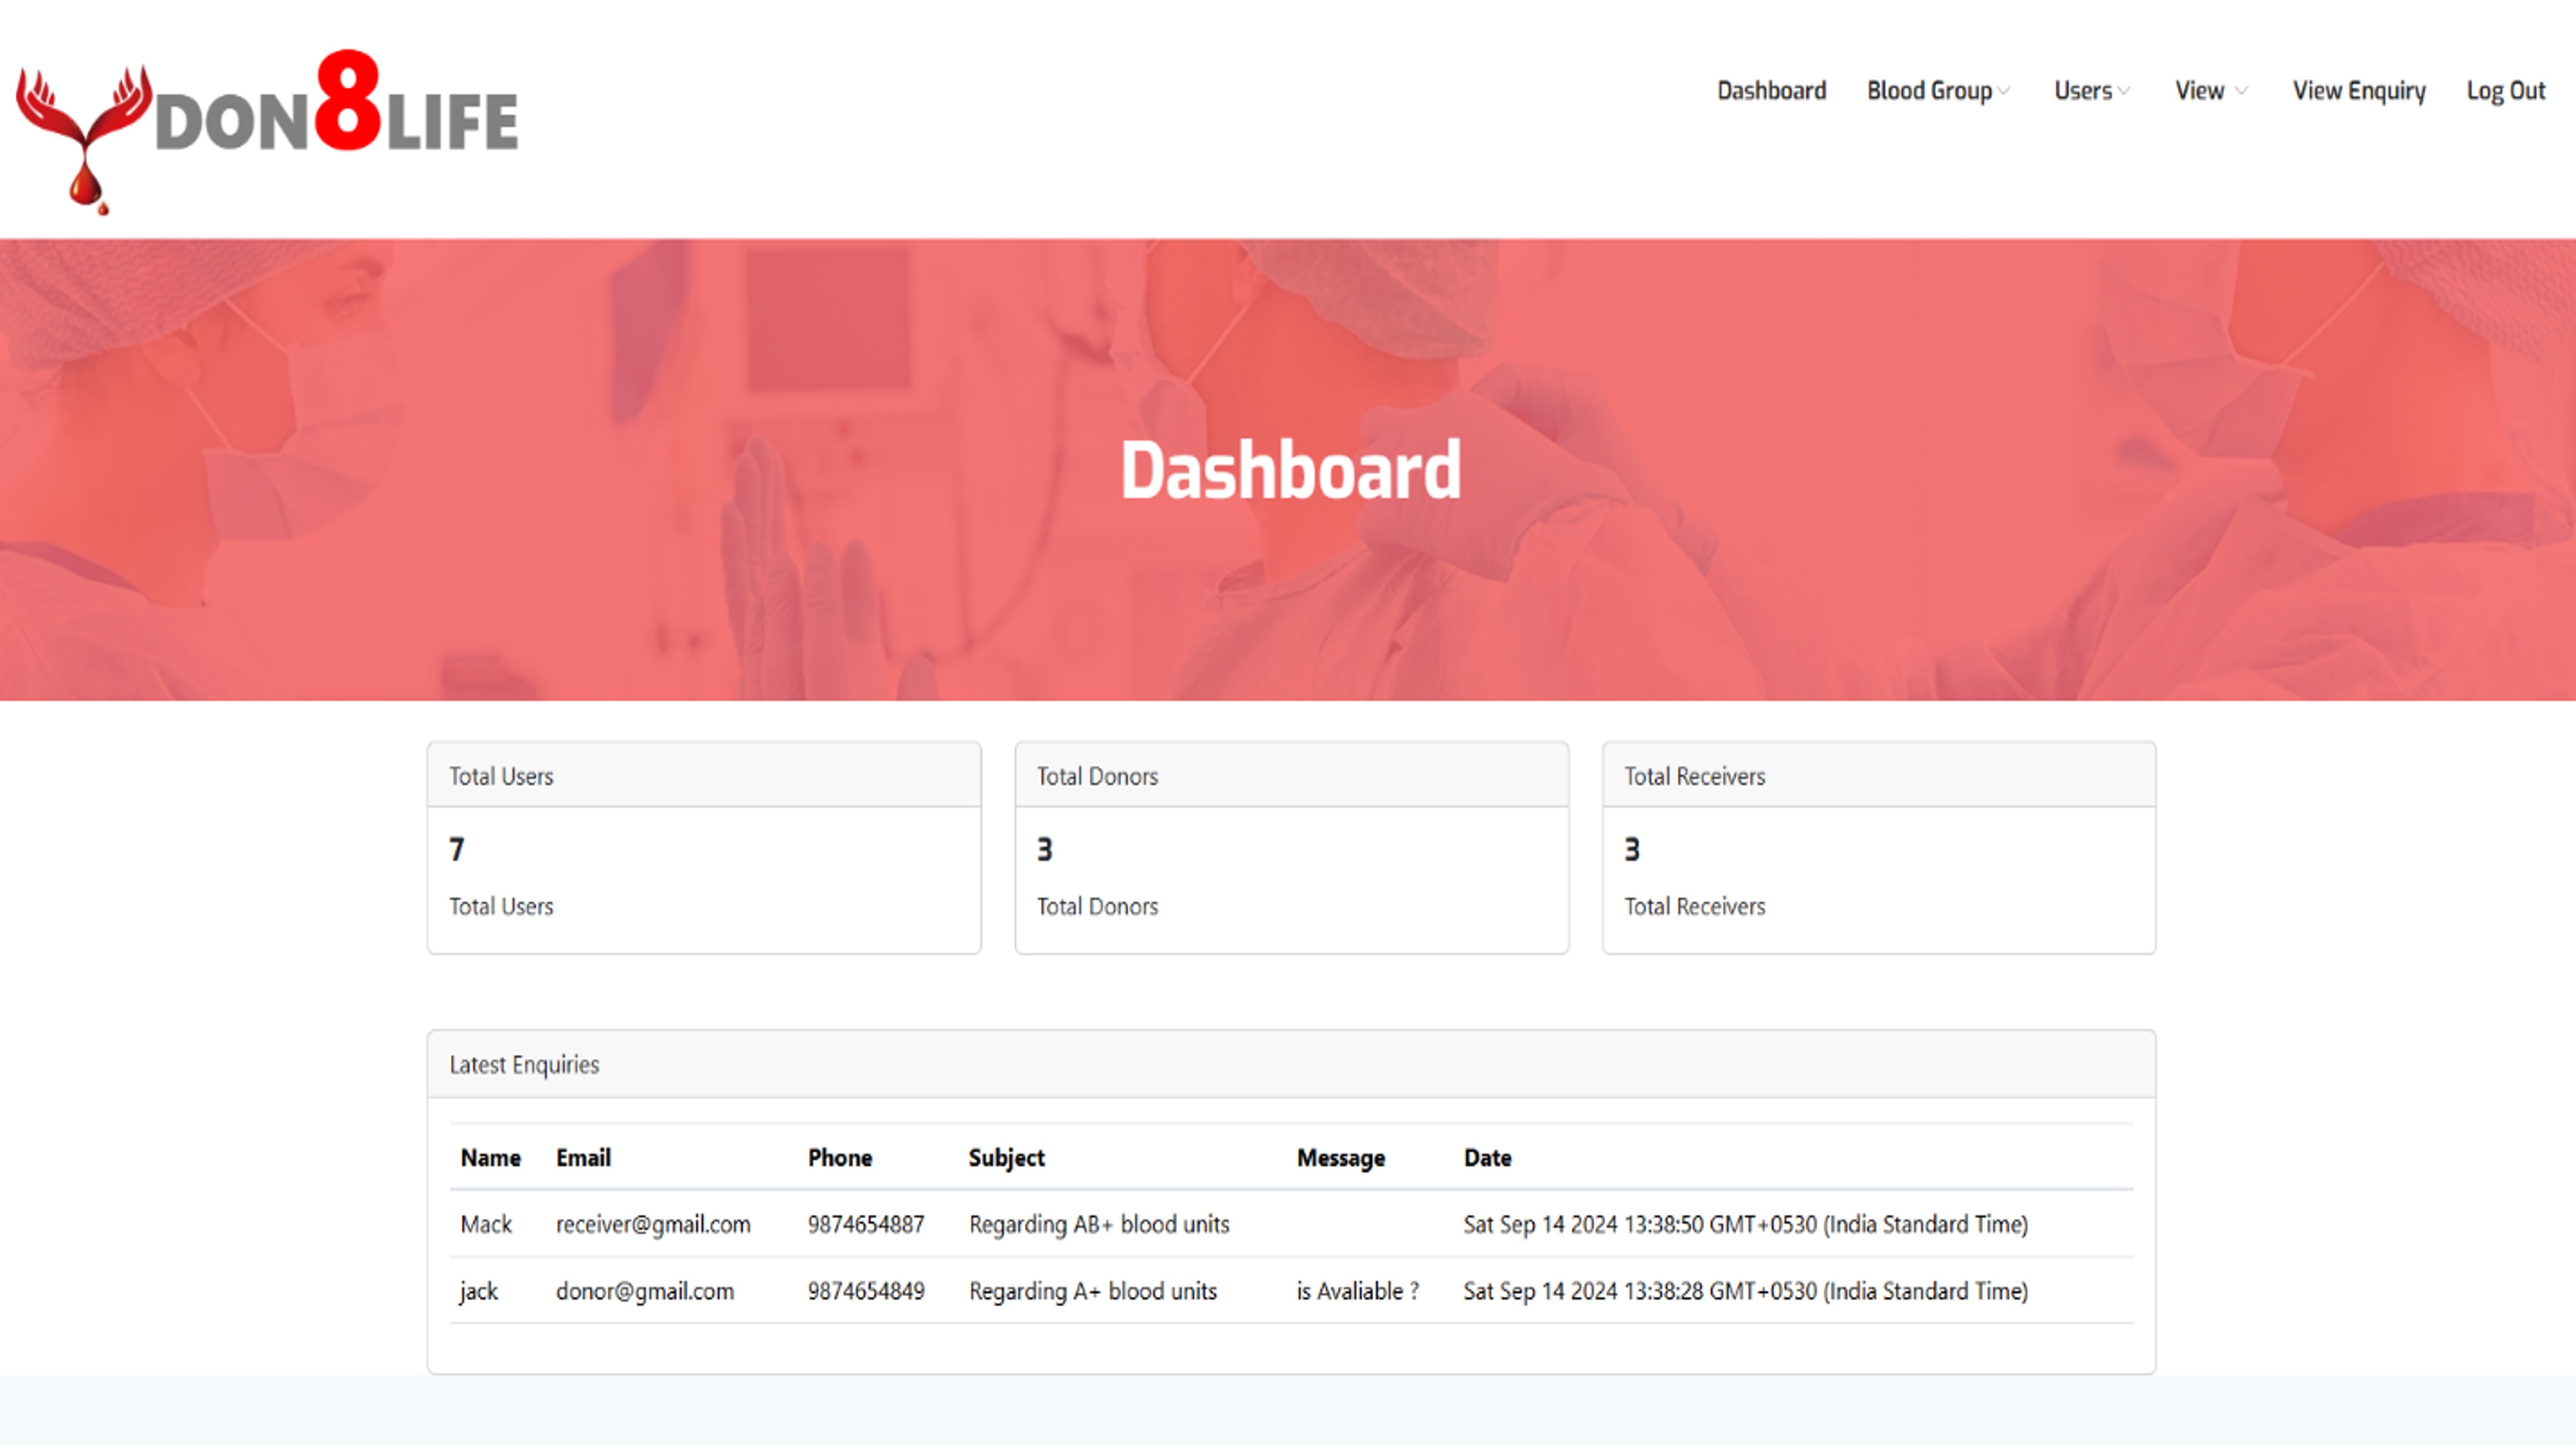 DON8LIFE
Dashboard Blood Group Users View View Enquiry Log Out
Dashboard
Total Users
7
Total Users
Total Donors
3
Total Donors
Total Receivers
3
Total Receivers
Latest Enquiries
Name Email Phone Subject Message Date
Mack receiver@gmail.com 9874654887 Regarding AB+ blood units Sat Sep 14 2024 13:38:50 GMT+0530 (India Standard Time)
jack donor@gmail.com 9874654849 Regarding A+ blood units is Avaliable ? Sat Sep 14 2024 13:38:28 GMT+0530 (India Standard Time)